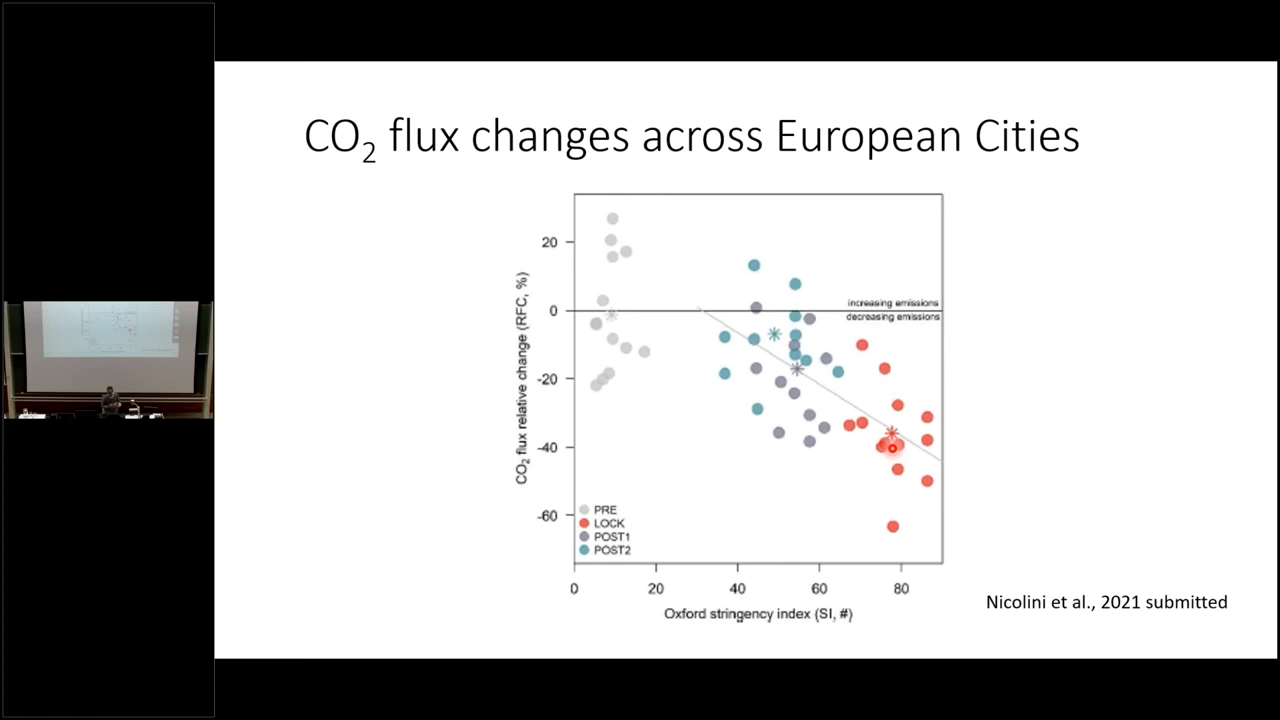 CO₂ flux changes across European Cities
20
0
-20
-40
-60
CO₂ flux relative change (RFC, %)
increasing emissions
decreasing emissions
PRE
LOCK
POST1
POST2
0 20 40 60 80
Oxford stringency index (SI, #)
Nicolini et al., 2021 submitted